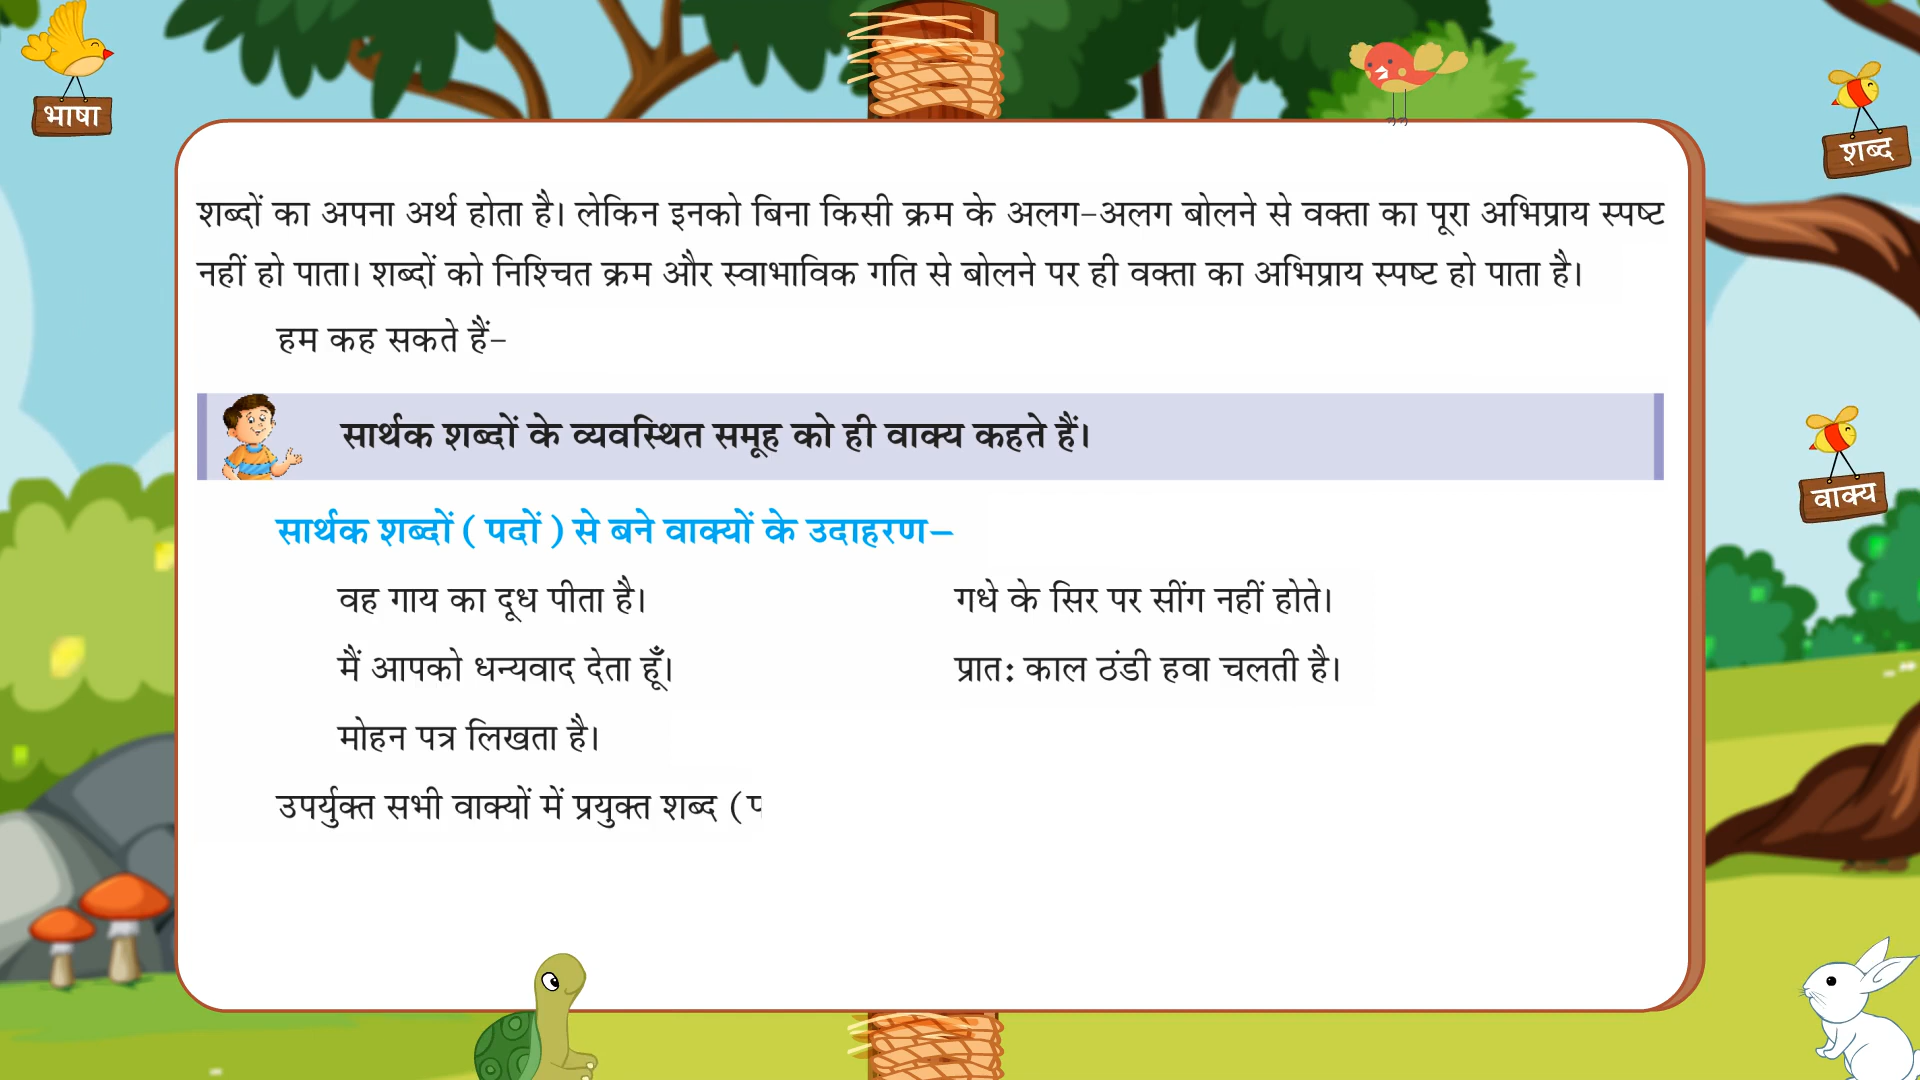 भाषा
शब्द
शब्दों का अपना अर्थ होता है। लेकिन इनको बिना किसी क्रम के अलग-अलग बोलने से वक्ता का पूरा अभिप्राय स्पष्ट
नहीं हो पाता। शब्दों को निश्चित क्रम और स्वाभाविक गति से बोलने पर ही वक्ता का अभिप्राय स्पष्ट हो पाता है।
हम कह सकते हैं-
सार्थक शब्दों के व्यवस्थित समूह को ही वाक्य कहते हैं।
वाक्य
सार्थक शब्दों ( पदों ) से बने वाक्यों के उदाहरण–
वह गाय का दूध पीता है।
गधे के सिर पर सींग नहीं होते।
मैं आपको धन्यवाद देता हूँ।
प्रातः काल ठंडी हवा चलती है।
मोहन पत्र लिखता है।
उपर्युक्त सभी वाक्यों में प्रयुक्त शब्द (